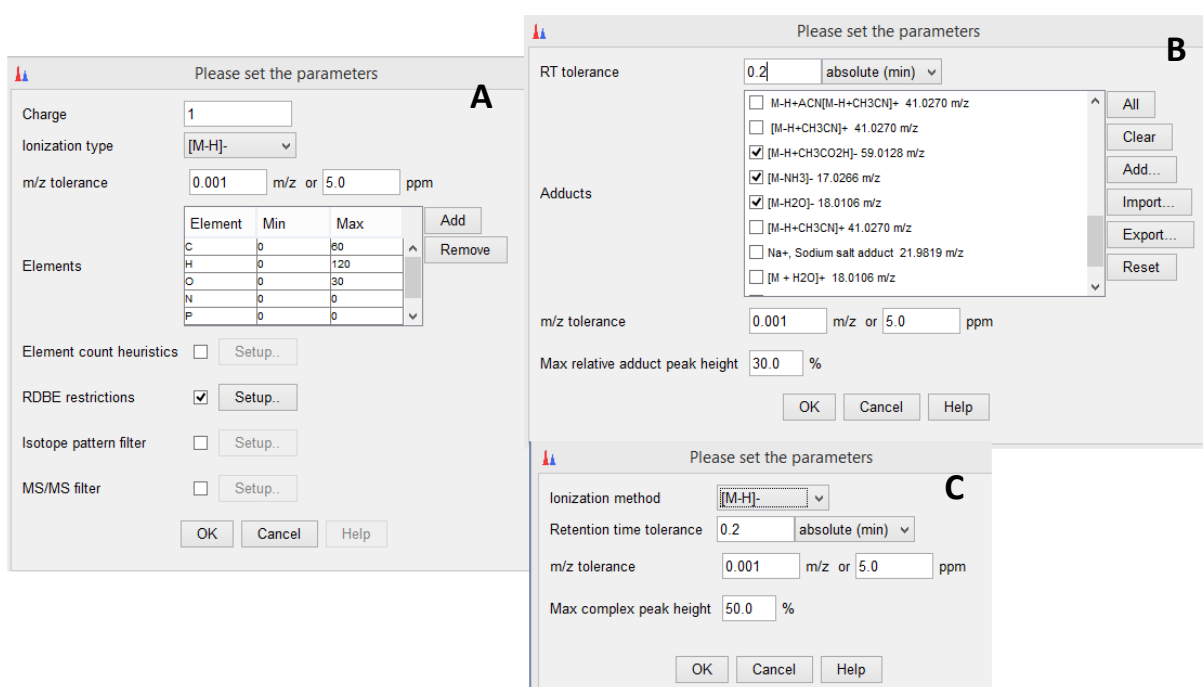 Please set the parameters
A
Charge 1
Ionization type [M-H]-
m/z tolerance 0.001 m/z or 5.0 ppm
Elements
Element Min Max
C 0 60
H 0 120
O 0 30
N 0 0
P 0 0
Add
Remove
Element count heuristics Setup..
RDBE restrictions Setup..
Isotope pattern filter Setup..
MS/MS filter Setup..
OK Cancel Help
Please set the parameters
B
RT tolerance 0.2 absolute (min)
Adducts
M-H+ACN[M-H+CH3CN]+ 41.0270 m/z
[M-H+CH3CN]+ 41.0270 m/z
[M-H+CH3CO2H]- 59.0128 m/z
[M-NH3]- 17.0266 m/z
[M-H2O]- 18.0106 m/z
[M-H+CH3CN]+ 41.0270 m/z
Na+, Sodium salt adduct 21.9819 m/z
[M + H2O]+ 18.0106 m/z
All
Clear
Add...
Import...
Export...
Reset
m/z tolerance 0.001 m/z or 5.0 ppm
Max relative adduct peak height 30.0 %
OK Cancel Help
Please set the parameters
C
Ionization method [M-H]-
Retention time tolerance 0.2 absolute (min)
m/z tolerance 0.001 m/z or 5.0 ppm
Max complex peak height 50.0 %
OK Cancel Help